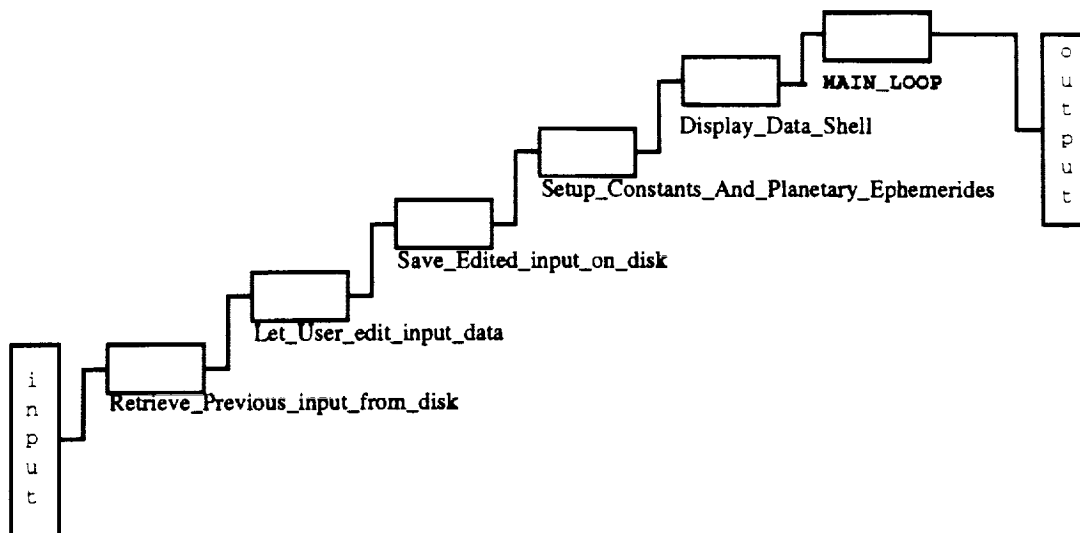 input
Retrieve_Previous_input_from_disk
Let_User_edit_input_data
Save_Edited_input_on_disk
Setup_Constants_And_Planetary_Ephemerides
Display_Data_Shell
MAIN_LOOP
output